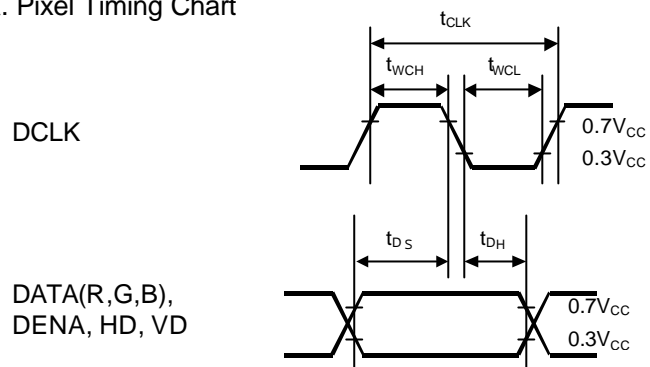 . Pixel Timing Chart
tCLK
tWCH
tWCL
DCLK
0.7VCC
0.3VCC
tDS
tDH
DATA(R,G,B),
DENA, HD, VD
0.7VCC
0.3VCC